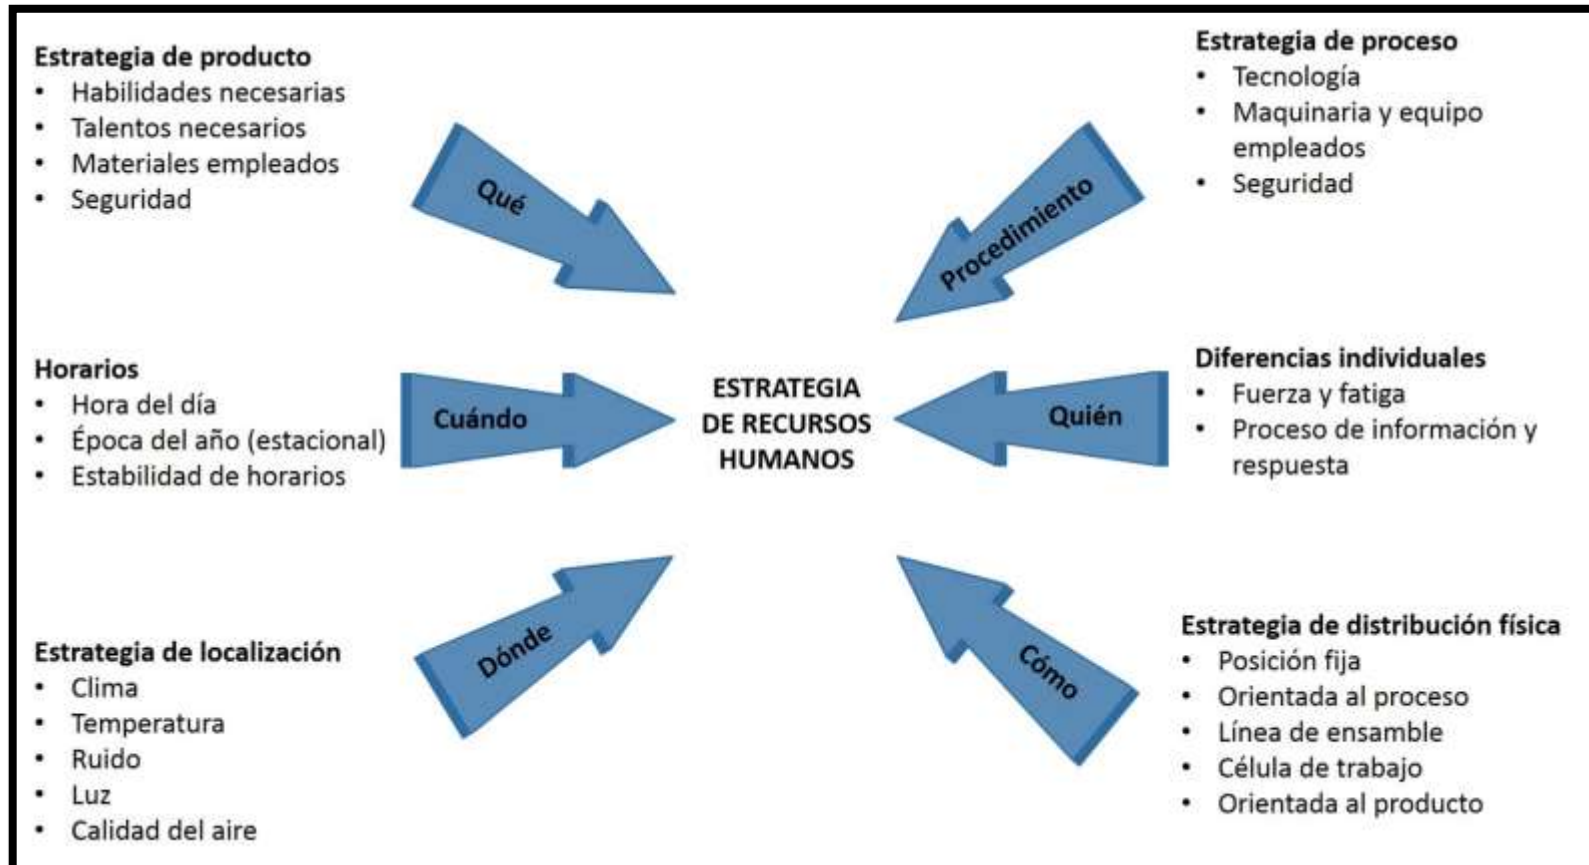 Estrategia de producto
• Habilidades necesarias
• Talentos necesarios
• Materiales empleados
• Seguridad
Qué
Estrategia de proceso
• Tecnología
• Maquinaria y equipo
empleados
• Seguridad
Procedimiento
Horarios
• Hora del día
• Época del año (estacional)
• Estabilidad de horarios
Cuándo
ESTRATEGIA
DE RECURSOS
HUMANOS
Diferencias individuales
• Fuerza y fatiga
• Proceso de información y
respuesta
Quién
Estrategia de localización
• Clima
• Temperatura
• Ruido
• Luz
• Calidad del aire
Dónde
Estrategia de distribución física
• Posición fija
• Orientada al proceso
• Línea de ensamble
• Célula de trabajo
• Orientada al producto
Cómo